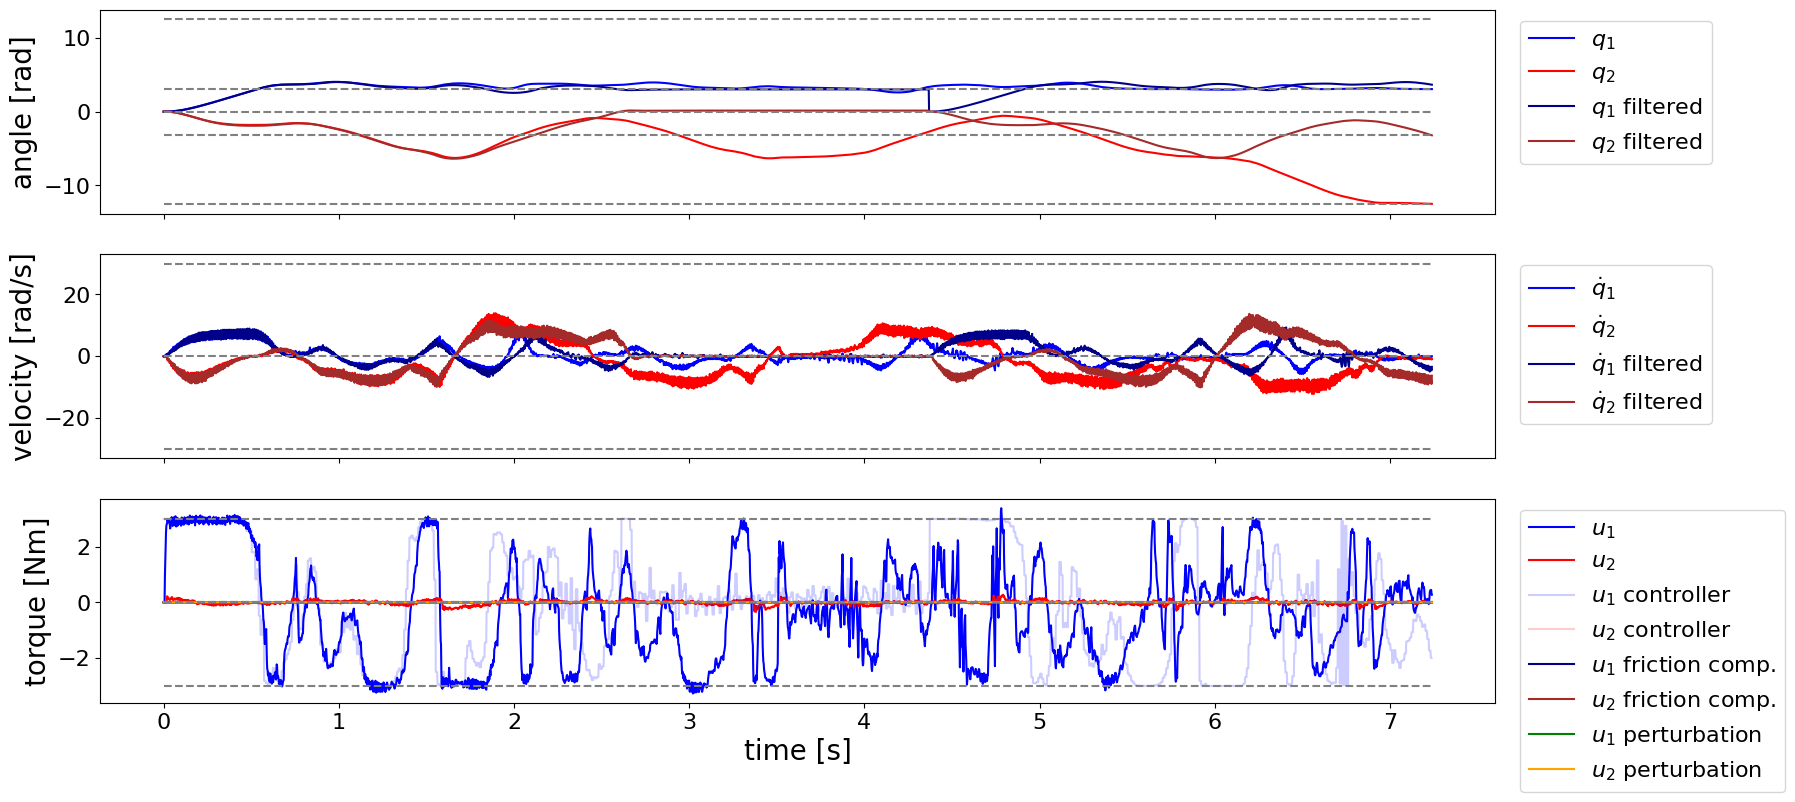 angle [rad]
10
0
−10
q₁
q₂
q₁ filtered
q₂ filtered
velocity [rad/s]
20
0
−20
q̇₁
q̇₂
q̇₁ filtered
q̇₂ filtered
torque [Nm]
2
0
−2
0 1 2 3 4 5 6 7
time [s]
u₁
u₂
u₁ controller
u₂ controller
u₁ friction comp.
u₂ friction comp.
u₁ perturbation
u₂ perturbation